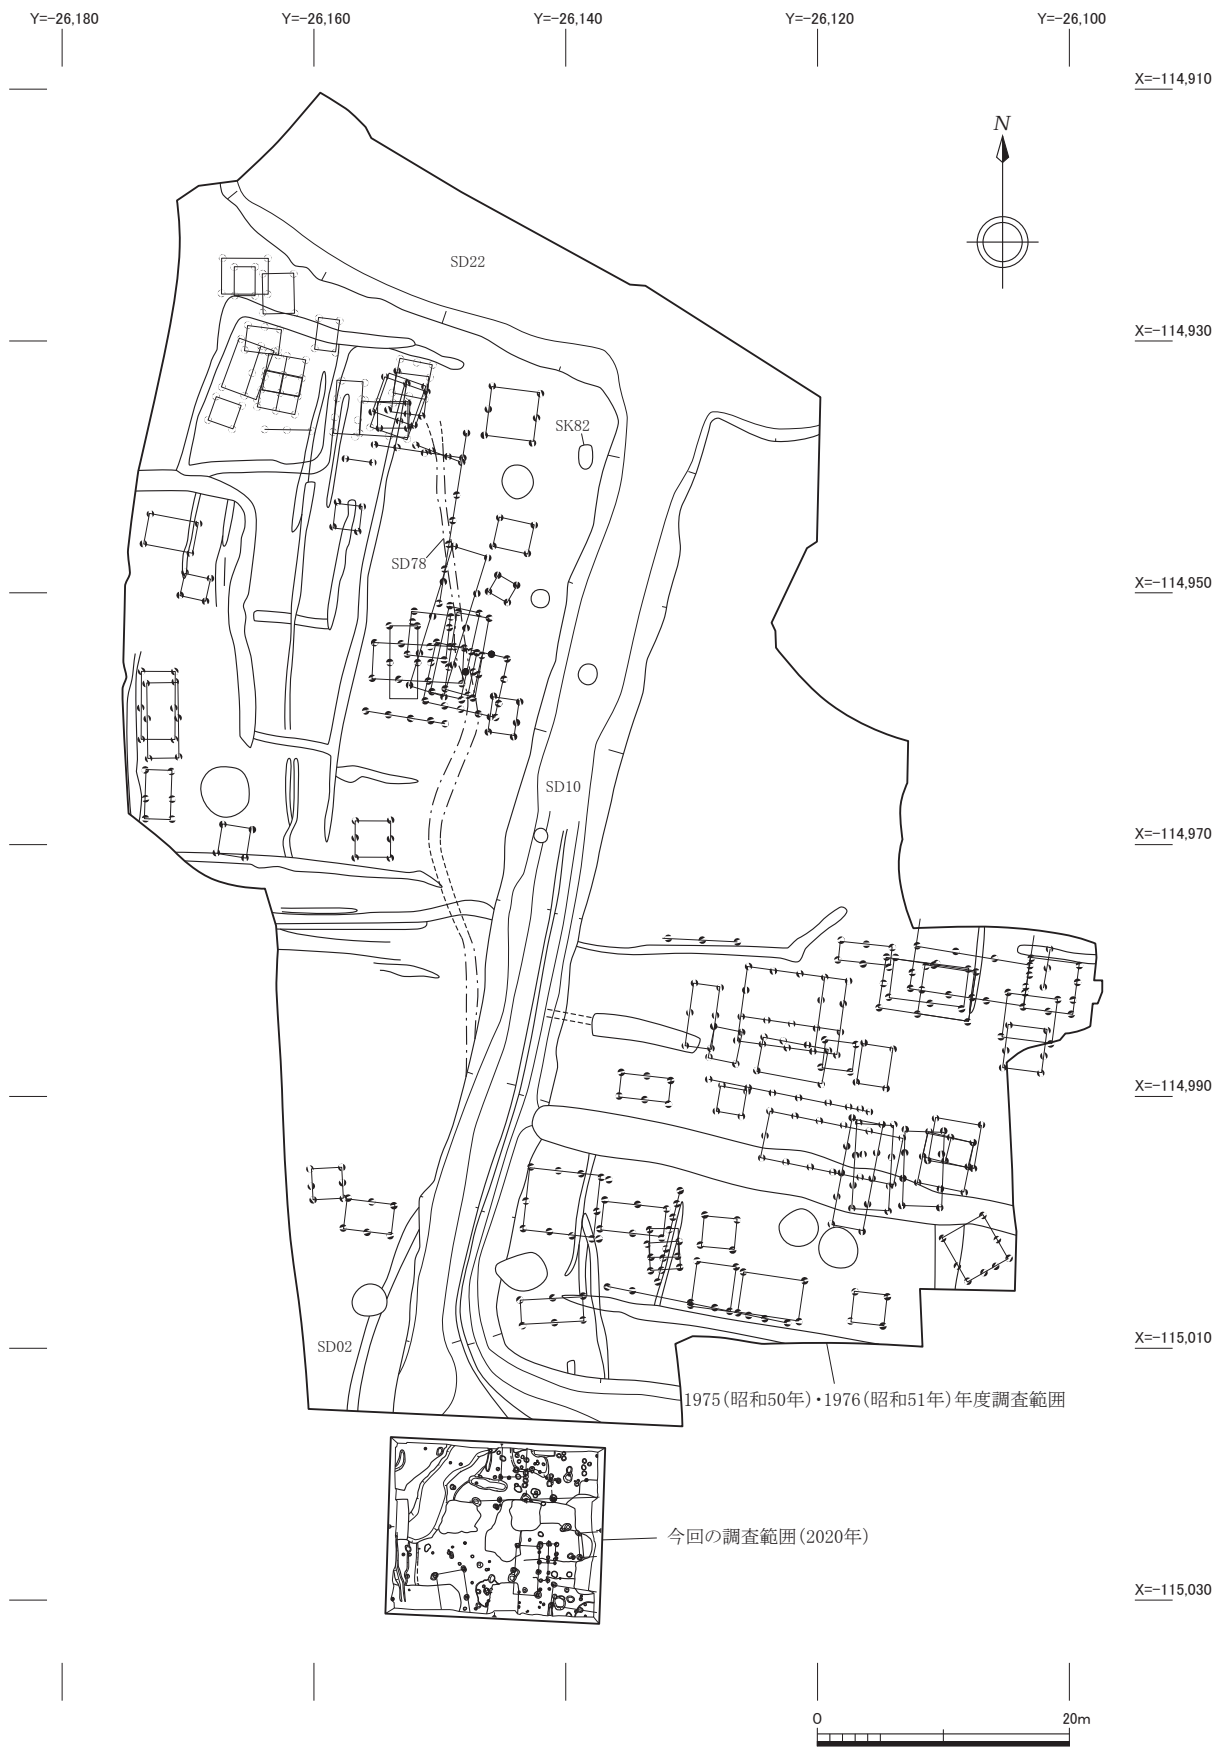 Y=-26,180
Y=-26,160
Y=-26,140
Y=-26,120
Y=-26,100
X=-114,910
N
SD22
X=-114,930
SK82
SD78
X=-114,950
SD10
X=-114,970
X=-114,990
SD02
X=-115,010
1975（昭和50年）・1976（昭和51年）年度調査範囲
今回の調査範囲（2020年）
X=-115,030
0 20m